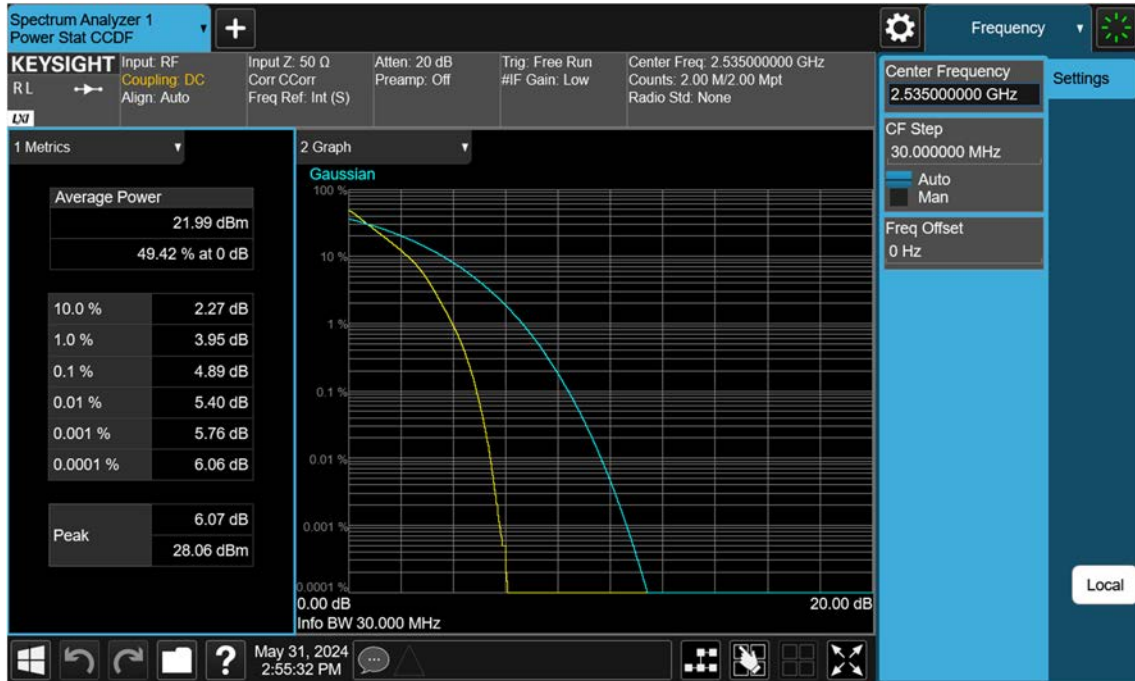 Spectrum Analyzer 1
Power Stat CCDF
Frequency
KEYSIGHT
R L
LXI
Input: RF
Coupling: DC
Align: Auto
Input Z: 50 Ω
Corr CCorr
Freq Ref: Int (S)
Atten: 20 dB
Preamp: Off
Trig: Free Run
#IF Gain: Low
Center Freq: 2.535000000 GHz
Counts: 2.00 M/2.00 Mpt
Radio Std: None
Center Frequency
2.535000000 GHz
Settings
CF Step
30.000000 MHz
Auto
Man
Freq Offset
0 Hz
Local
1 Metrics
Average Power
21.99 dBm
49.42 % at 0 dB
10.0 % 2.27 dB
1.0 % 3.95 dB
0.1 % 4.89 dB
0.01 % 5.40 dB
0.001 % 5.76 dB
0.0001 % 6.06 dB
Peak 6.07 dB
28.06 dBm
2 Graph
Gaussian
100 %
10 %
1 %
0.1 %
0.01 %
0.001 %
0.0001 %
0.00 dB 20.00 dB
Info BW 30.000 MHz
?
May 31, 2024
2:55:32 PM